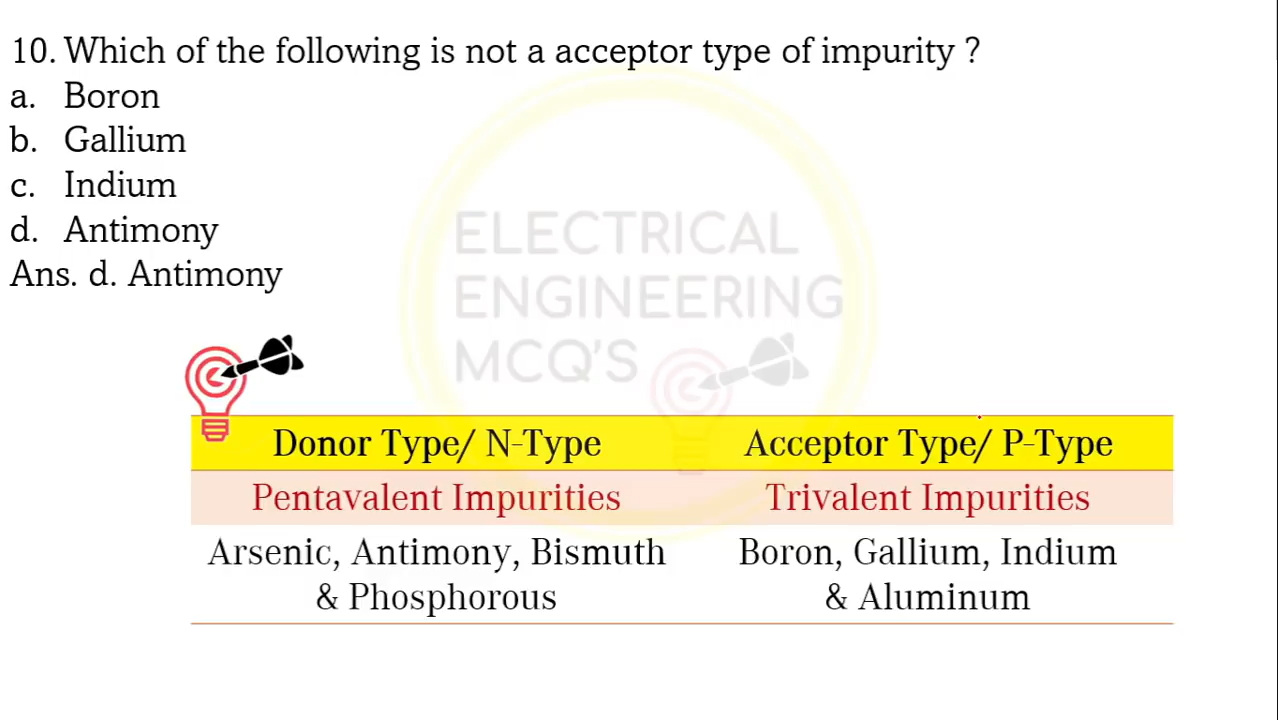 10. Which of the following is not a acceptor type of impurity ?
a. Boron
b. Gallium
c. Indium
d. Antimony
Ans. d. Antimony
ELECTRICAL
ENGINEERING
MCQ'S
Donor Type/ N-Type Acceptor Type/ P-Type
Pentavalent Impurities Trivalent Impurities
Arsenic, Antimony, Bismuth Boron, Gallium, Indium
& Phosphorous & Aluminum